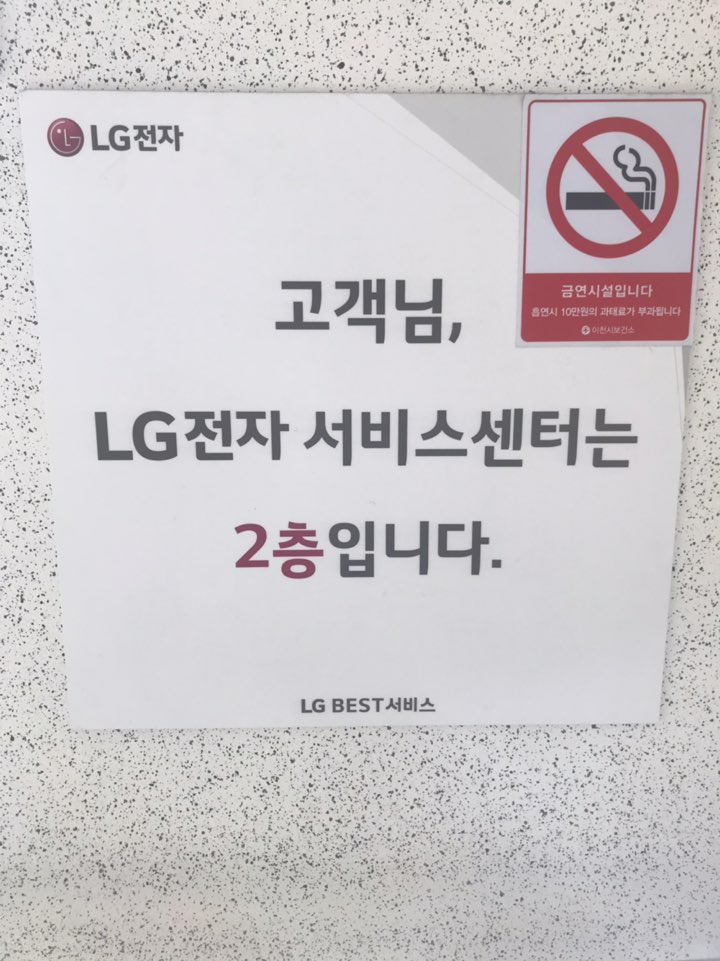 LG전자
금연시설입니다
흡연시 10만원의 과태료가 부과됩니다
이천시보건소
고객님,
LG전자 서비스센터는
2층입니다.
LG BEST서비스